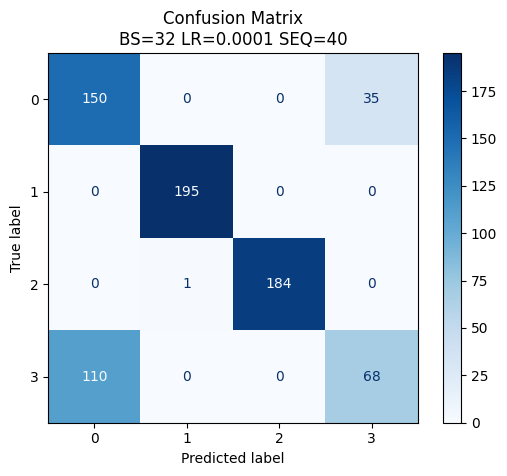 Confusion Matrix
BS=32 LR=0.0001 SEQ=40
True label
0 150 0 0 35
1 0 195 0 0
2 0 1 184 0
3 110 0 0 68
0 1 2 3
Predicted label
175
150
125
100
75
50
25
0